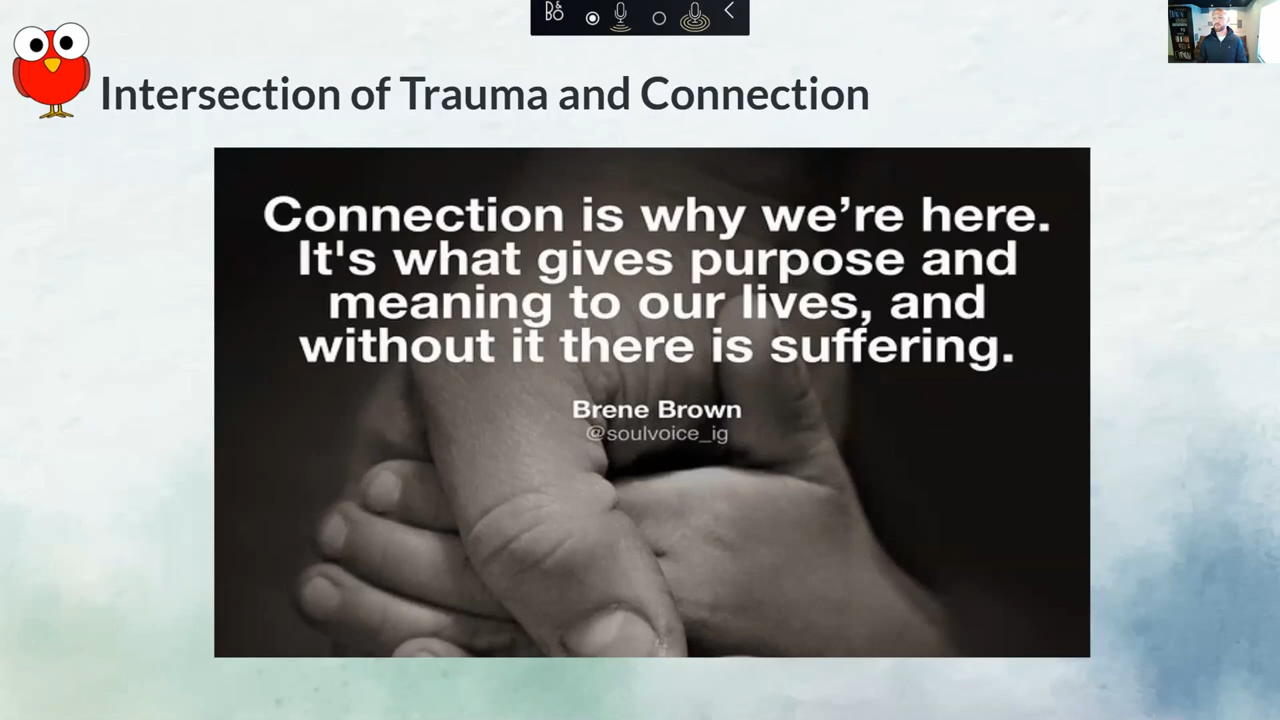 Intersection of Trauma and Connection
Connection is why we’re here.
It's what gives purpose and
meaning to our lives, and
without it there is suffering.
Brene Brown
@soulvoice_ig